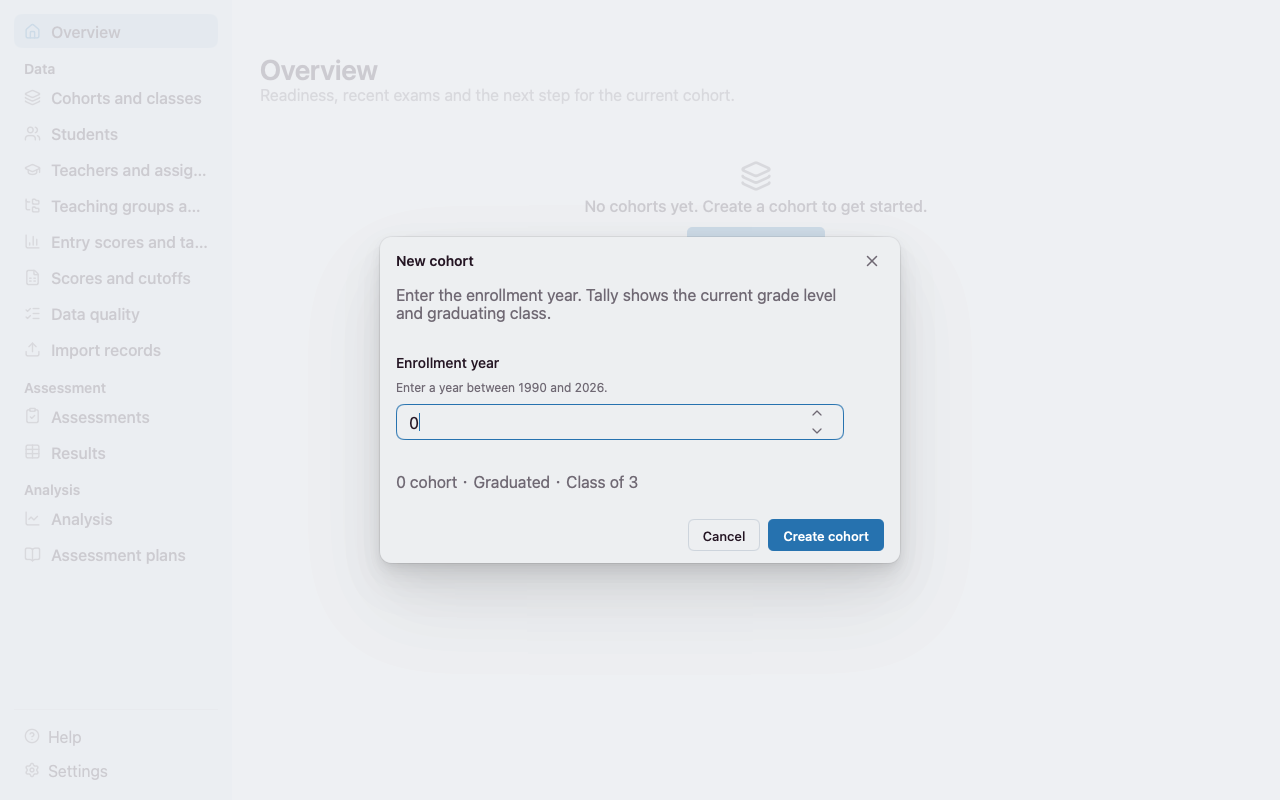 Overview
Data
Cohorts and classes
Students
Teachers and assig...
Teaching groups a...
Entry scores and ta...
Scores and cutoffs
Data quality
Import records
Assessment
Assessments
Results
Analysis
Analysis
Assessment plans
Help
Settings
Overview
Readiness, recent exams and the next step for the current cohort.
No cohorts yet. Create a cohort to get started.
New cohort
Enter the enrollment year. Tally shows the current grade level
and graduating class.
Enrollment year
Enter a year between 1990 and 2026.
0
0 cohort · Graduated · Class of 3
Cancel
Create cohort